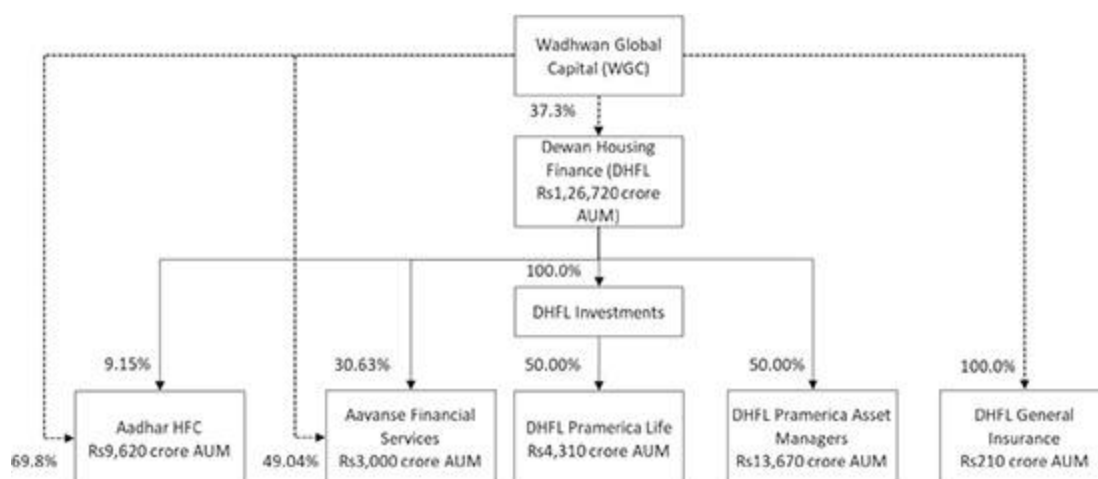 Wadhwan Global
Capital (WGC)
37.3%
Dewan Housing
Finance (DHFL
Rs1,26,720 crore
AUM)
100.0%
DHFL Investments
9.15%
30.63%
50.00%
50.00%
100.0%
Aadhar HFC
Rs9,620 crore AUM
69.8%
Aavanse Financial
Services
Rs3,000 crore AUM
49.04%
DHFL Pramerica Life
Rs4,310 crore AUM
DHFL Pramerica Asset
Managers
Rs13,670 crore AUM
DHFL General
Insurance
Rs210 crore AUM